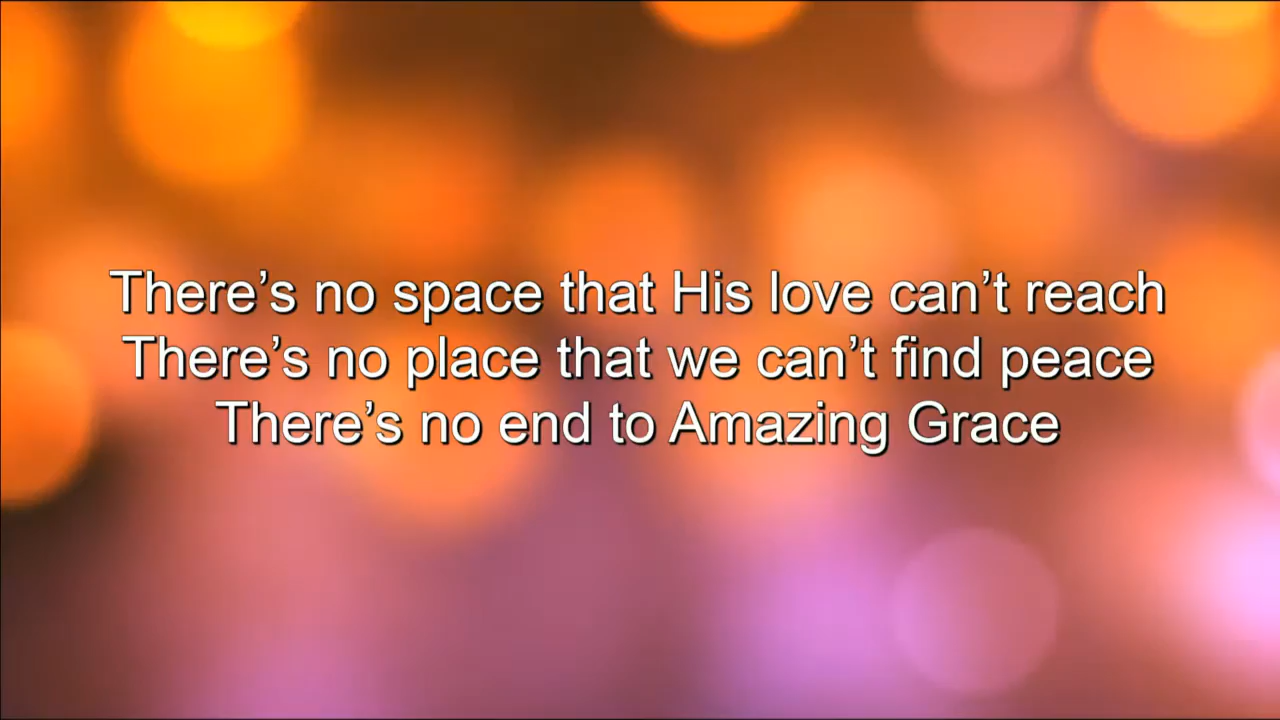 There’s no space that His love can’t reach
There’s no place that we can’t find peace
There’s no end to Amazing Grace